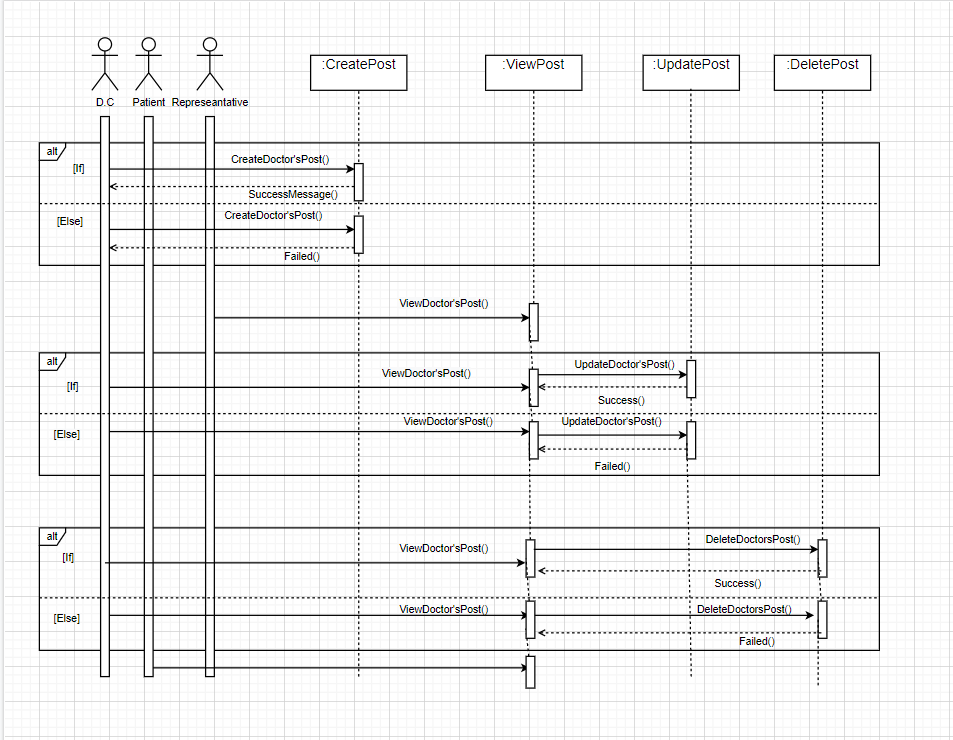 :CreatePost
:ViewPost
:UpdatePost
:DeletePost
D.C
Patient
Represeantative
alt
[If]
CreateDoctor'sPost()
SuccessMessage()
[Else]
CreateDoctor'sPost()
Failed()
ViewDoctor'sPost()
alt
[If]
ViewDoctor'sPost()
UpdateDoctor'sPost()
Success()
[Else]
ViewDoctor'sPost()
UpdateDoctor'sPost()
Failed()
alt
[If]
ViewDoctor'sPost()
DeleteDoctorsPost()
Success()
[Else]
ViewDoctor'sPost()
DeleteDoctorsPost()
Failed()